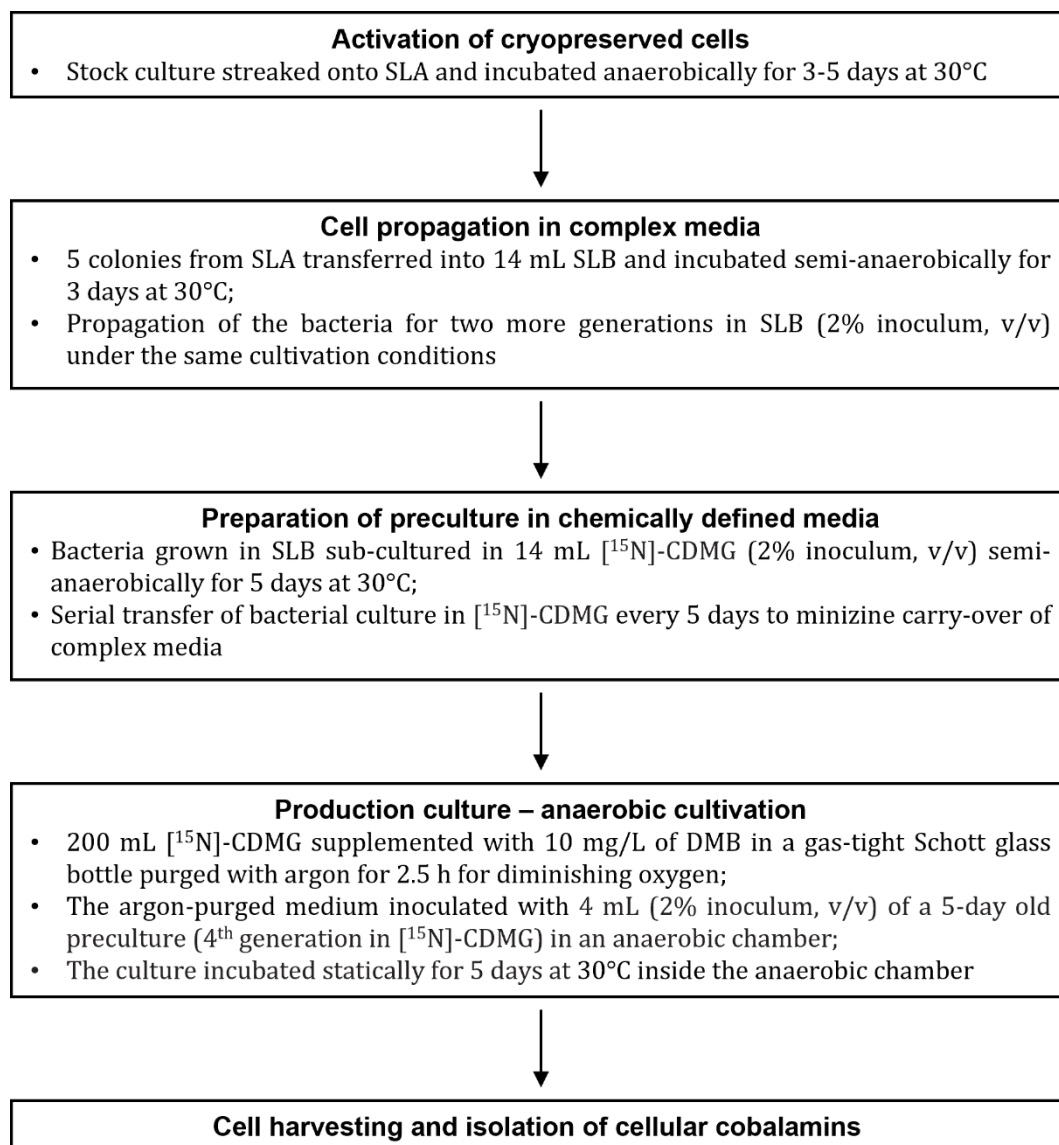 Activation of cryopreserved cells
• Stock culture streaked onto SLA and incubated anaerobically for 3-5 days at 30°C
Cell propagation in complex media
• 5 colonies from SLA transferred into 14 mL SLB and incubated semi-anaerobically for
3 days at 30°C;
• Propagation of the bacteria for two more generations in SLB (2% inoculum, v/v)
under the same cultivation conditions
Preparation of preculture in chemically defined media
• Bacteria grown in SLB sub-cultured in 14 mL [¹⁵N]-CDMG (2% inoculum, v/v) semi-
anaerobically for 5 days at 30°C;
• Serial transfer of bacterial culture in [¹⁵N]-CDMG every 5 days to minizine carry-over of
complex media
Production culture – anaerobic cultivation
• 200 mL [¹⁵N]-CDMG supplemented with 10 mg/L of DMB in a gas-tight Schott glass
bottle purged with argon for 2.5 h for diminishing oxygen;
• The argon-purged medium inoculated with 4 mL (2% inoculum, v/v) of a 5-day old
preculture (4ᵗʰ generation in [¹⁵N]-CDMG) in an anaerobic chamber;
• The culture incubated statically for 5 days at 30°C inside the anaerobic chamber
Cell harvesting and isolation of cellular cobalamins